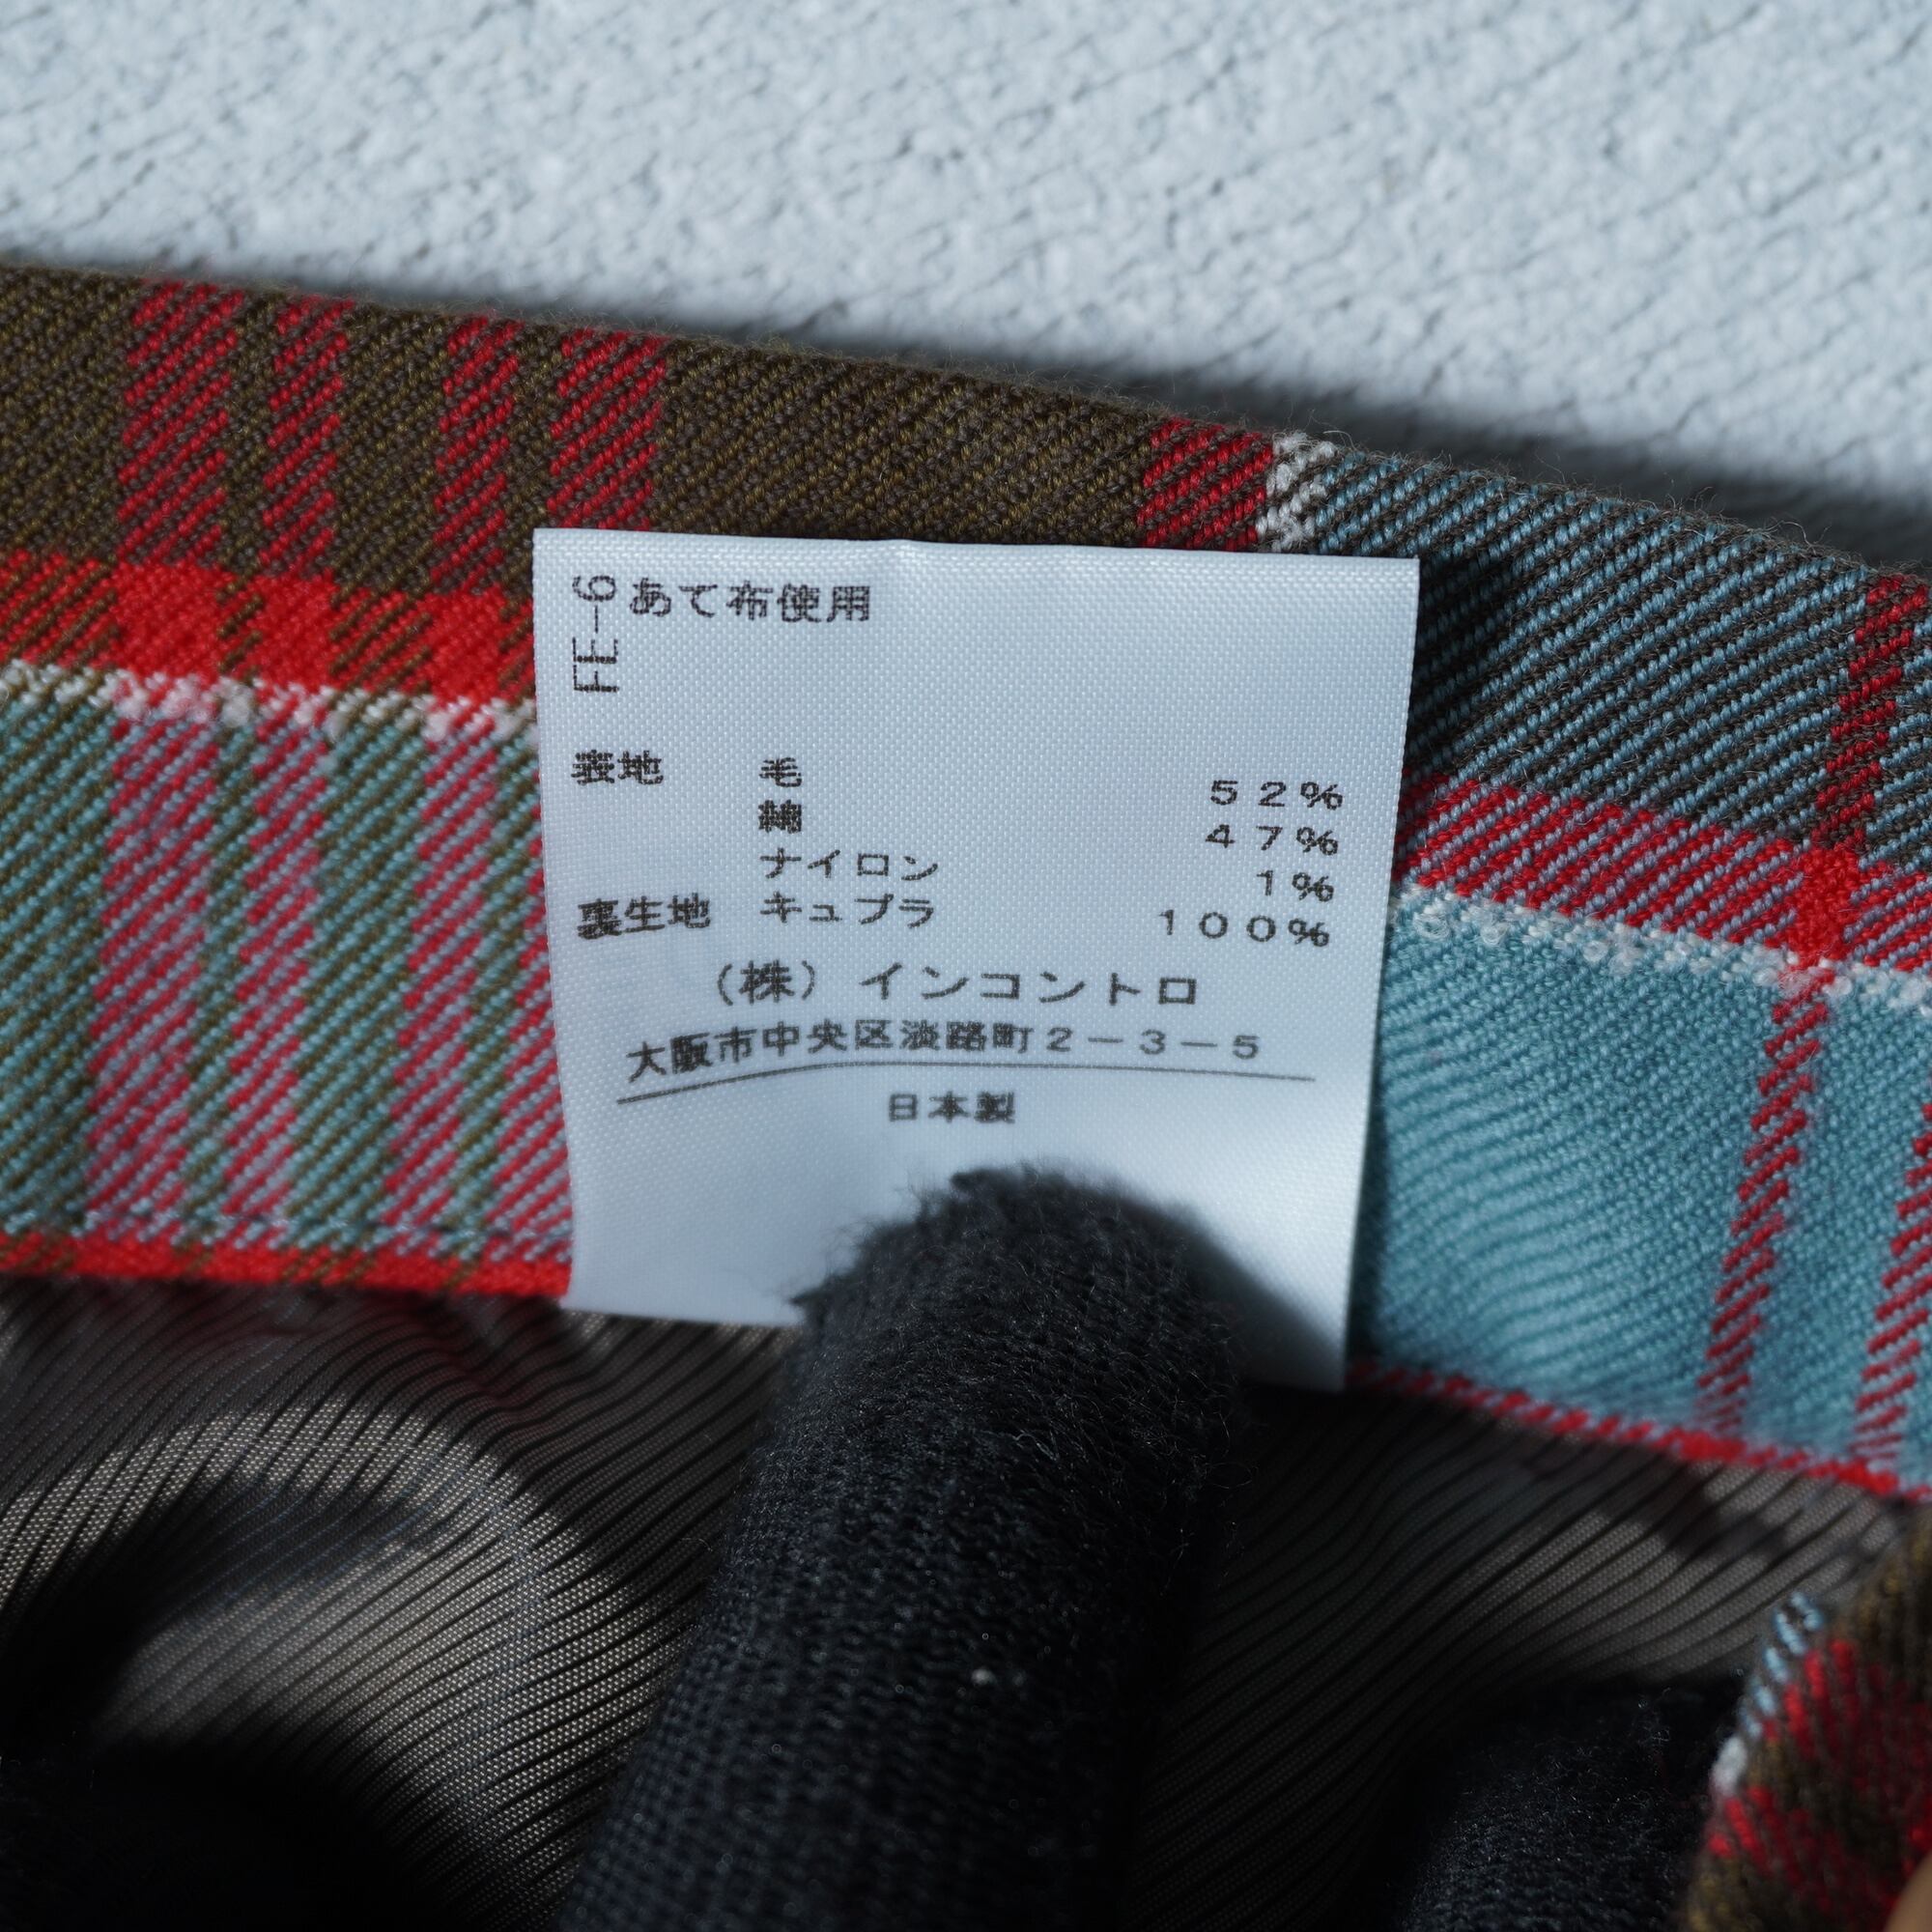 FE-6
あて布使用
表地 毛 52%
綿 47%
ナイロン 1%
裏生地 キュプラ 100%
(株)インコントロ
大阪市中央区淡路町2-3-5
日本製